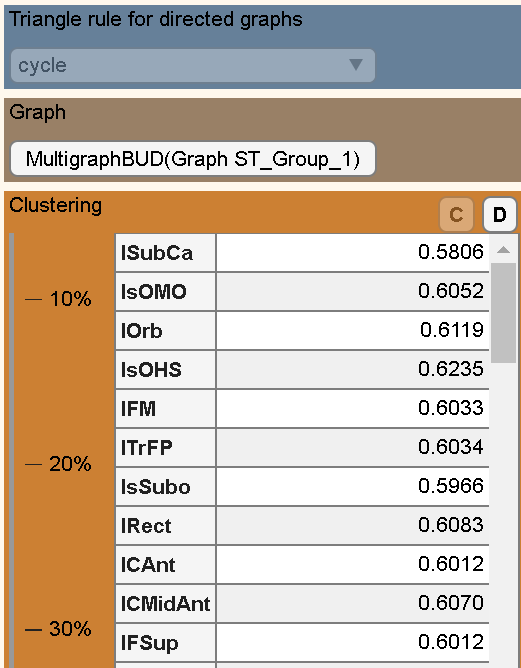 Triangle rule for directed graphs
cycle
Graph
MultigraphBUD(Graph ST_Group_1)
Clustering
C D
lSubCa 0.5806
lsOMO 0.6052
10%
lOrb 0.6119
lsOHS 0.6235
lFM 0.6033
lTrFP 0.6034
20%
lsSubo 0.5966
lRect 0.6083
lCAnt 0.6012
lCMidAnt 0.6070
30%
lFSup 0.6012